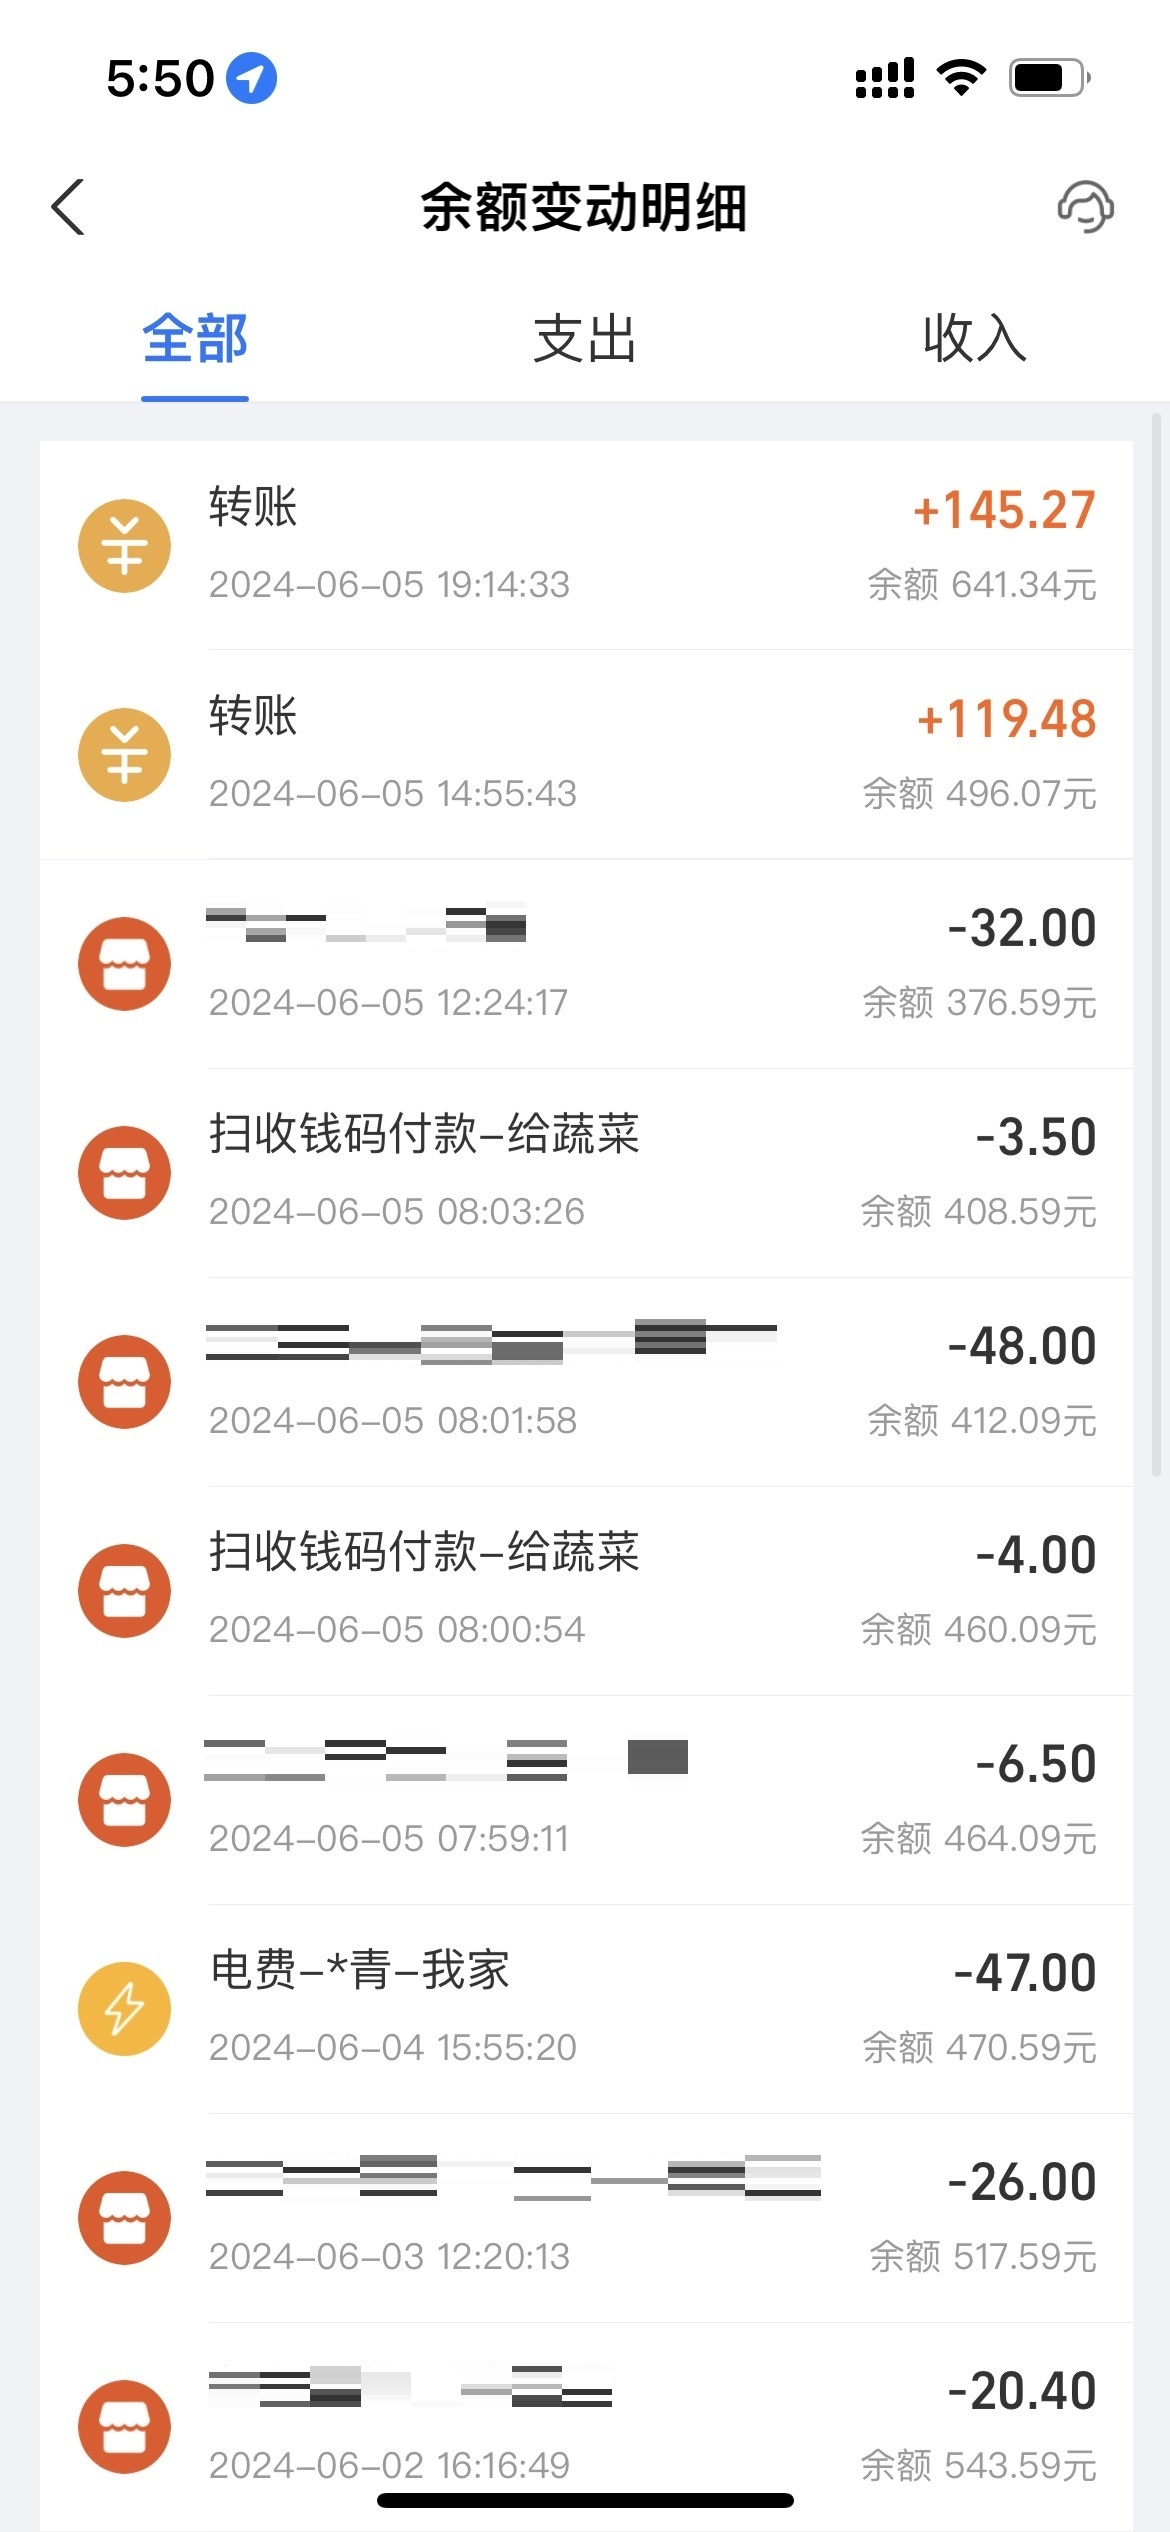 5:50
余额变动明细
全部 支出 收入
转账 +145.27
2024-06-05 19:14:33 余额 641.34元
转账 +119.48
2024-06-05 14:55:43 余额 496.07元
-32.00
2024-06-05 12:24:17 余额 376.59元
扫收钱码付款-给蔬菜 -3.50
2024-06-05 08:03:26 余额 408.59元
-48.00
2024-06-05 08:01:58 余额 412.09元
扫收钱码付款-给蔬菜 -4.00
2024-06-05 08:00:54 余额 460.09元
-6.50
2024-06-05 07:59:11 余额 464.09元
电费-*青-我家 -47.00
2024-06-04 15:55:20 余额 470.59元
-26.00
2024-06-03 12:20:13 余额 517.59元
-20.40
2024-06-02 16:16:49 余额 543.59元